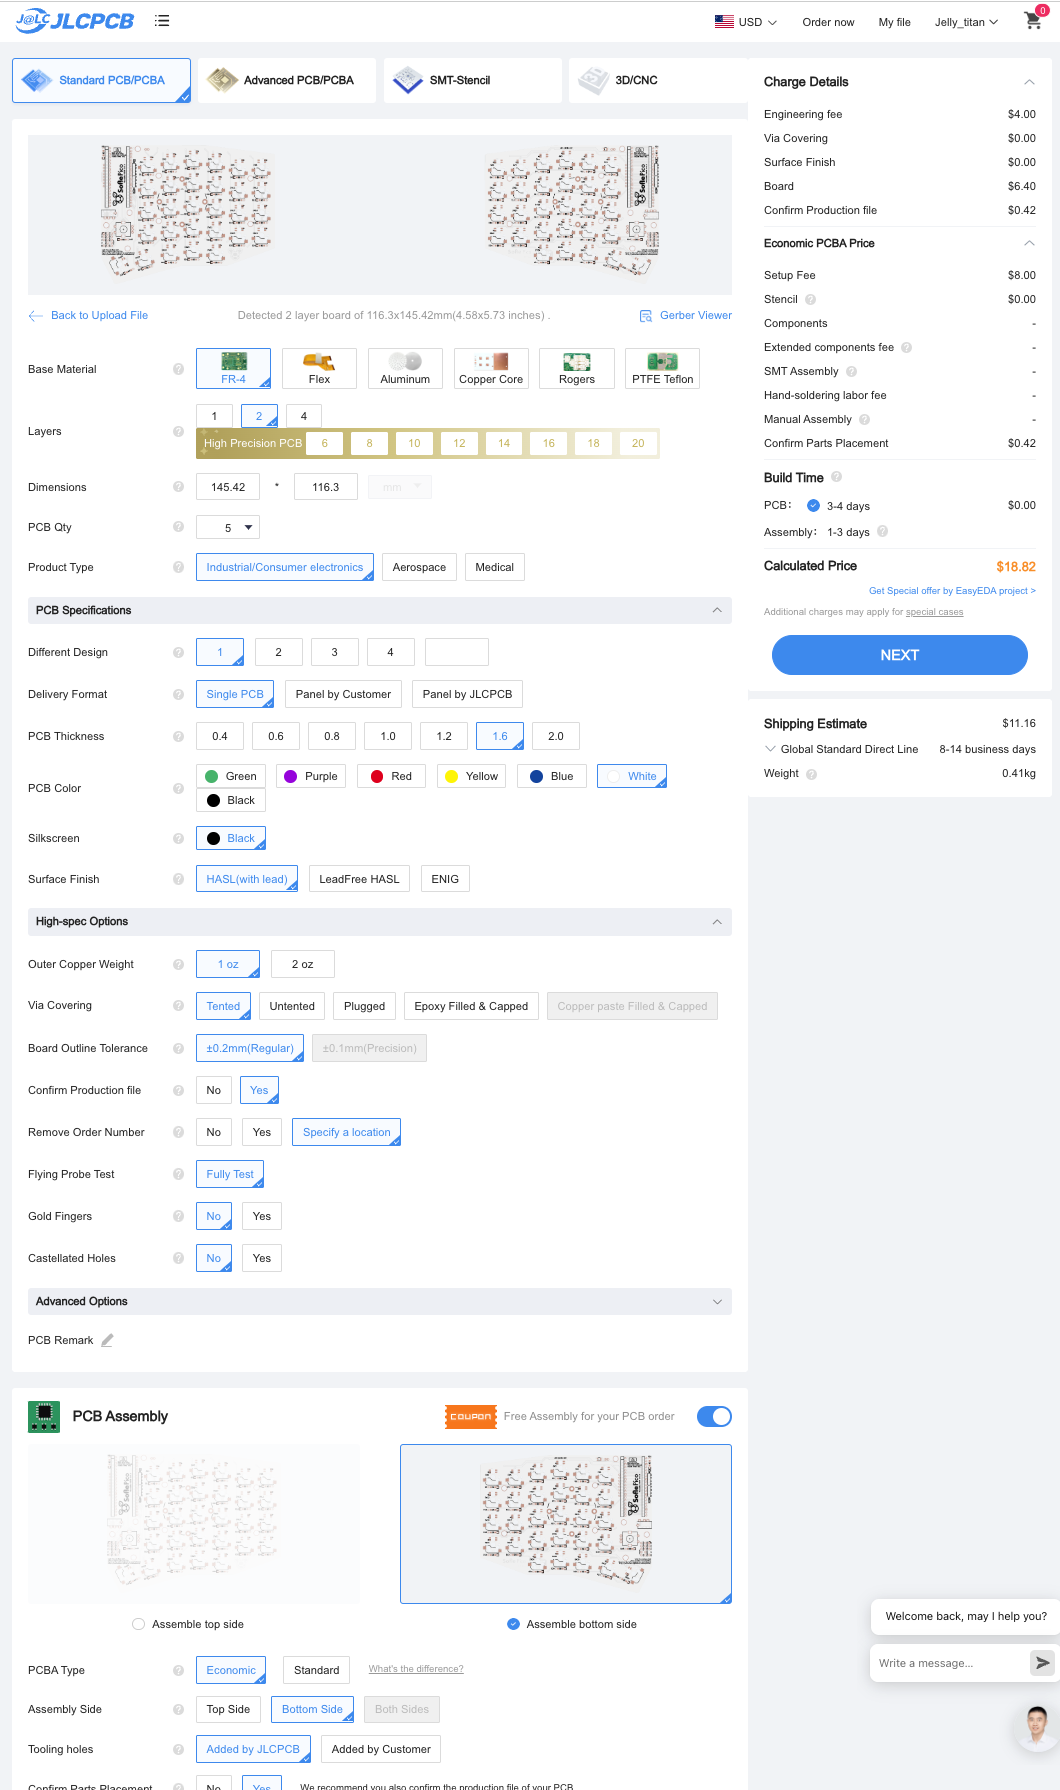 J@LC JLCPCB
USD
Order now
My file
Jelly_titan
0
Standard PCB/PCBA
Advanced PCB/PCBA
SMT-Stencil
3D/CNC
SoflePico
Back to Upload File
Detected 2 layer board of 116.3x145.42mm(4.58x5.73 inches) .
Gerber Viewer
Base Material ? FR-4 Flex Aluminum Copper Core Rogers PTFE Teflon
Layers ? 1 2 4
High Precision PCB 6 8 10 12 14 16 18 20
Dimensions ? 145.42 * 116.3 mm
PCB Qty ? 5
Product Type ? Industrial/Consumer electronics Aerospace Medical
PCB Specifications
Different Design ? 1 2 3 4
Delivery Format ? Single PCB Panel by Customer Panel by JLCPCB
PCB Thickness ? 0.4 0.6 0.8 1.0 1.2 1.6 2.0
PCB Color ? Green Purple Red Yellow Blue White
Black
Silkscreen ? Black
Surface Finish ? HASL(with lead) LeadFree HASL ENIG
High-spec Options
Outer Copper Weight ? 1 oz 2 oz
Via Covering ? Tented Untented Plugged Epoxy Filled & Capped Copper paste Filled & Capped
Board Outline Tolerance ? ±0.2mm(Regular) ±0.1mm(Precision)
Confirm Production file ? No Yes
Remove Order Number ? No Yes Specify a location
Flying Probe Test ? Fully Test
Gold Fingers ? No Yes
Castellated Holes ? No Yes
Advanced Options
PCB Remark
PCB Assembly
COUPON Free Assembly for your PCB order
SoflePico
Assemble top side
Assemble bottom side
PCBA Type ? Economic Standard What's the difference?
Assembly Side ? Top Side Bottom Side Both Sides
Tooling holes ? Added by JLCPCB Added by Customer
Confirm Parts Placement ? No Yes We recommend you also confirm the production file of your PCB
Charge Details
Engineering fee $4.00
Via Covering $0.00
Surface Finish $0.00
Board $6.40
Confirm Production file $0.42
Economic PCBA Price
Setup Fee $8.00
Stencil ? $0.00
Components -
Extended components fee ? -
SMT Assembly ? -
Hand-soldering labor fee -
Manual Assembly ? -
Confirm Parts Placement $0.42
Build Time ?
PCB: 3-4 days $0.00
Assembly: 1-3 days ?
Calculated Price $18.82
Get Special offer by EasyEDA project >
Additional charges may apply for special cases
NEXT
Shipping Estimate $11.16
Global Standard Direct Line 8-14 business days
Weight ? 0.41kg
Welcome back, may I help you?
Write a message...